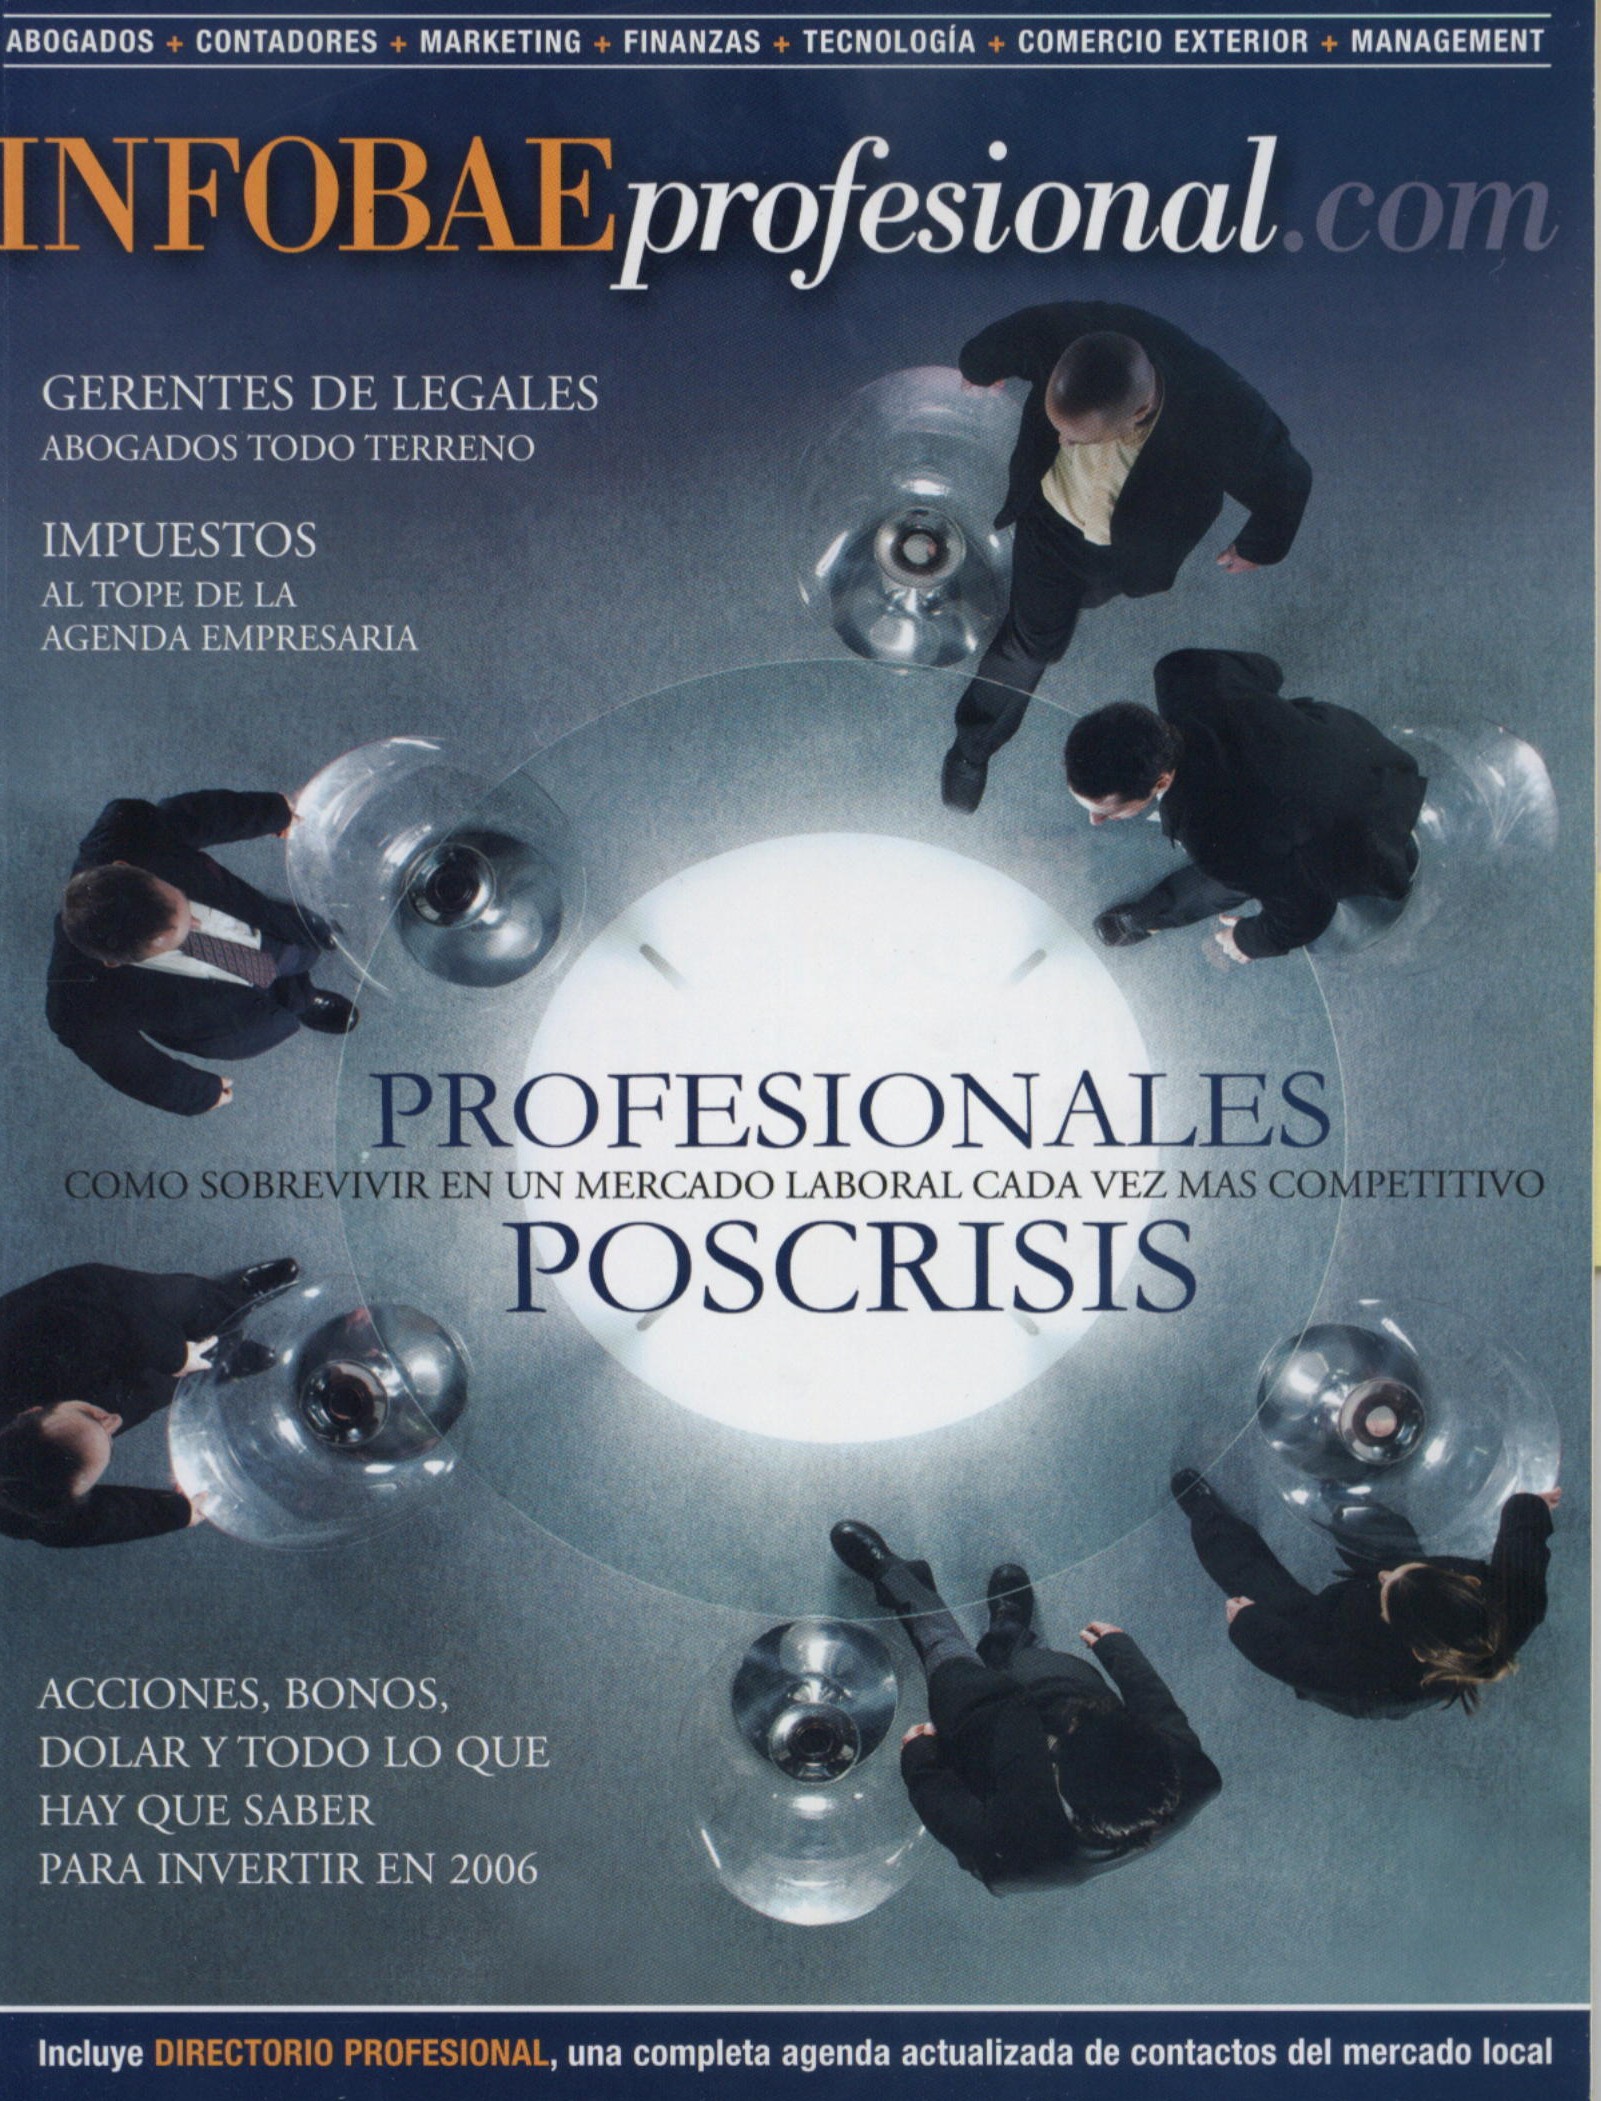 ABOGADOS + CONTADORES + MARKETING + FINANZAS + TECNOLOGÍA + COMERCIO EXTERIOR + MANAGEMENT
INFOBAEprofesional.com
GERENTES DE LEGALES
ABOGADOS TODO TERRENO
IMPUESTOS
AL TOPE DE LA
AGENDA EMPRESARIA
PROFESIONALES
COMO SOBREVIVIR EN UN MERCADO LABORAL CADA VEZ MAS COMPETITIVO
POSCRISIS
ACCIONES, BONOS,
DOLAR Y TODO LO QUE
HAY QUE SABER
PARA INVERTIR EN 2006
Incluye DIRECTORIO PROFESIONAL, una completa agenda actualizada de contactos del mercado local